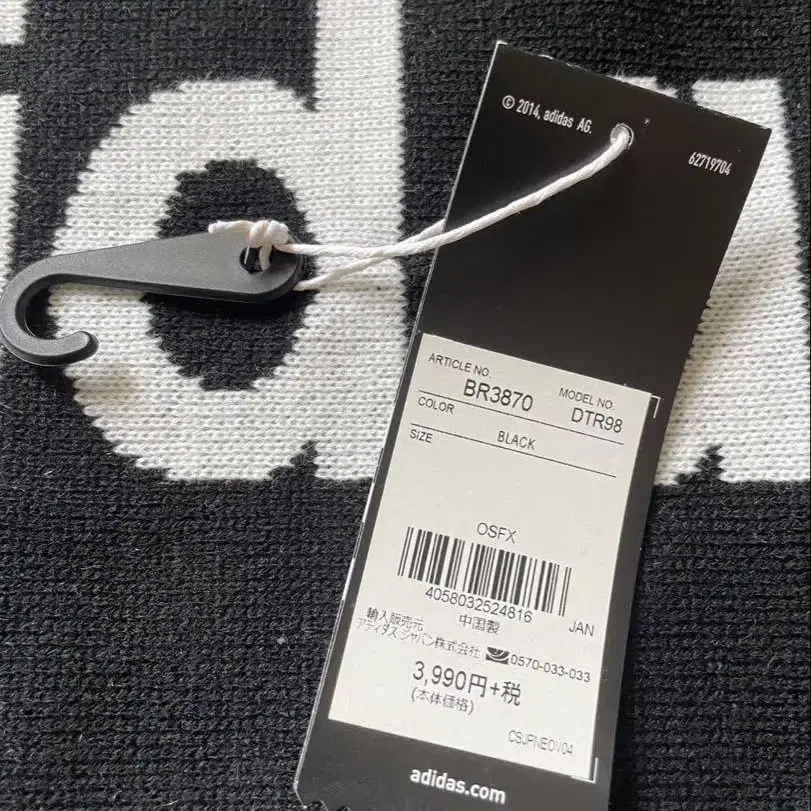 © 2014, adidas AG.
62719704
ARTICLE NO.
MODEL NO.
BR3870
DTR98
COLOR
BLACK
SIZE
OSFX
4058032524816
中国製
JAN
輸入販売元
アディダス ジャパン株式会社 0570-033-033
3,990円+税
(本体価格)
CSJPNEOV04
adidas.com